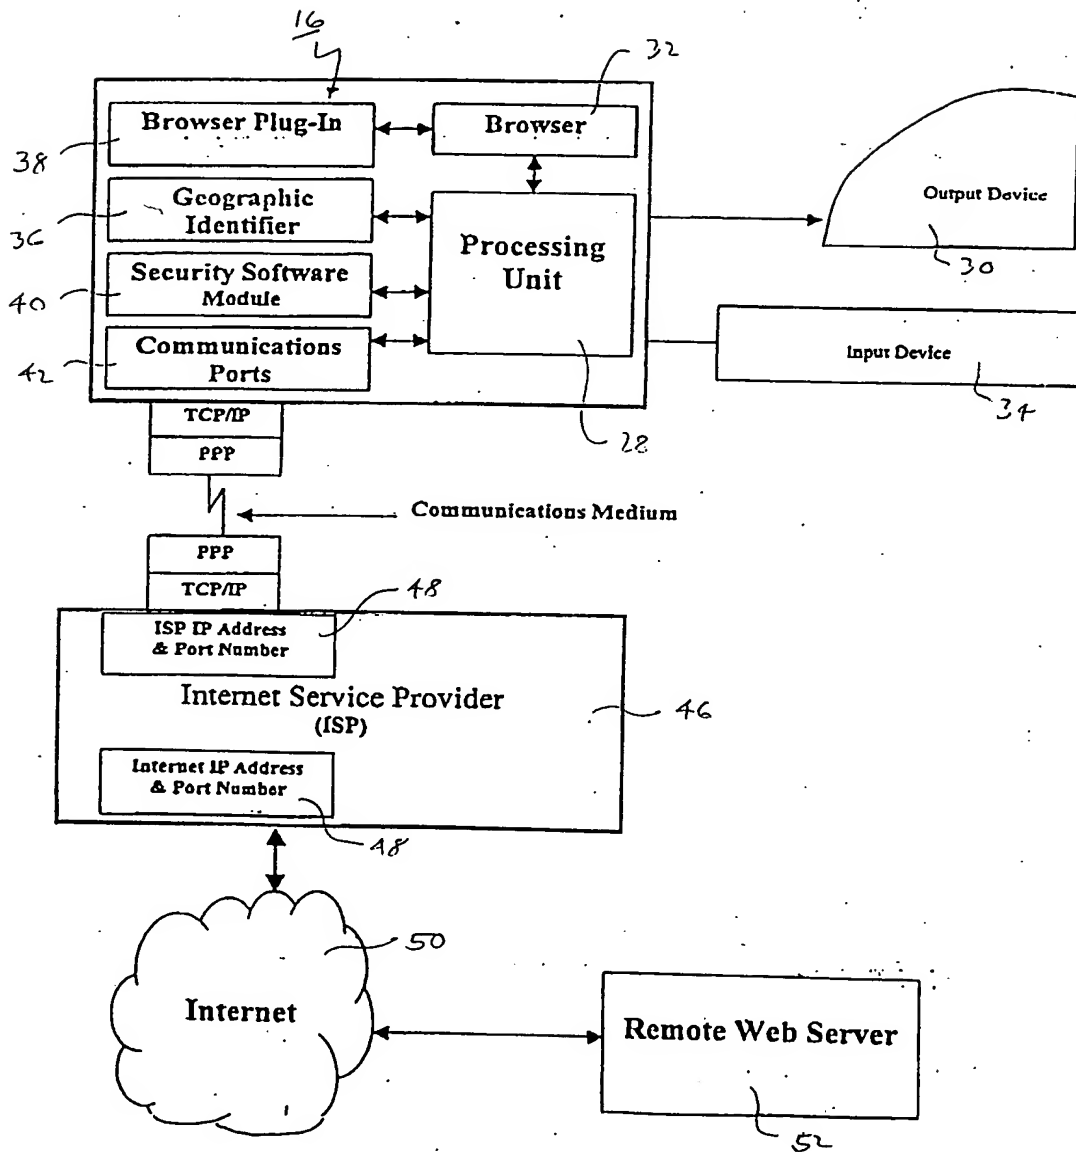 16
32
Browser Plug-In
Browser
38
Geographic
Identifier
36
Processing
Unit
Output Device
30
Security Software
Module
40
Communications
Ports
42
28
Input Device
34
TCP/IP
PPP
Communications Medium
PPP
TCP/IP
48
ISP IP Address
& Port Number
Internet Service Provider
(ISP)
46
Internet IP Address
& Port Number
48
50
Internet
Remote Web Server
52